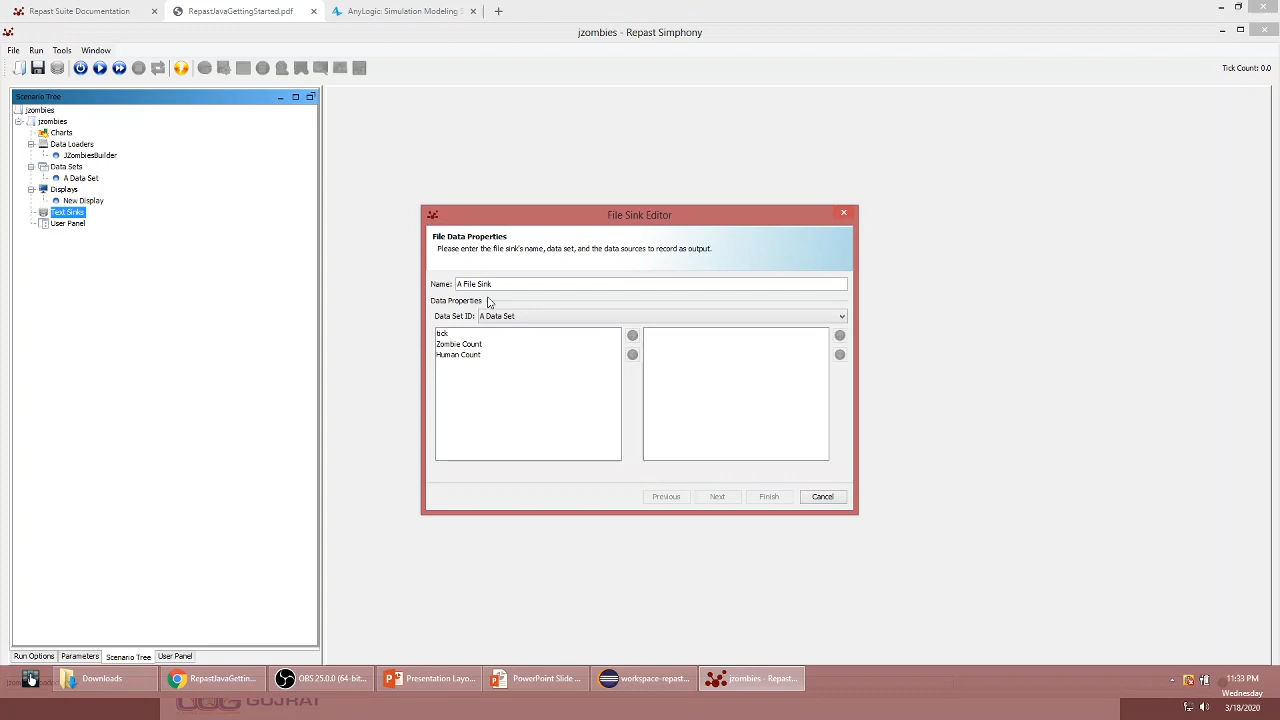 Repast Suite Documentation
RepastJavaGettingStarted.pdf
AnyLogic: Simulation Modeling S
jzombies - Repast Simphony
File Run Tools Window
Tick Count: 0.0
Scenario Tree
jzombies
jzombies
Charts
Data Loaders
JZombiesBuilder
Data Sets
A Data Set
Displays
New Display
Text Sinks
User Panel
File Sink Editor
File Data Properties
Please enter the file sink's name, data set, and the data sources to record as output.
Name: A File Sink
Data Properties
Data Set ID: A Data Set
tick
Zombie Count
Human Count
Previous Next Finish Cancel
Run Options Parameters Scenario Tree User Panel
Downloads
RepastJavaGettin...
OBS 25.0.0 (64-bit...
Presentation Layo...
PowerPoint Slide ...
workspace-repast...
jzombies - Repast...
11:33 PM
Wednesday
3/18/2020
GUJRAT